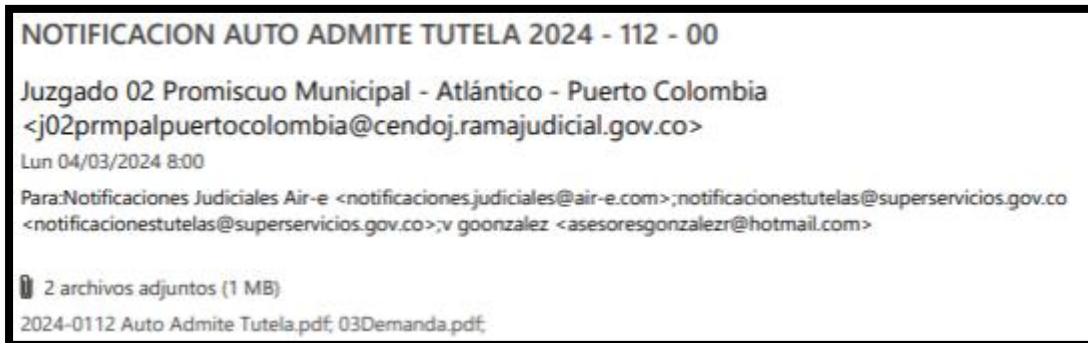 NOTIFICACION AUTO ADMITE TUTELA 2024 - 112 - 00
Juzgado 02 Promiscuo Municipal - Atlántico - Puerto Colombia
<j02prmpalpuertocolombia@cendoj.ramajudicial.gov.co>
Lun 04/03/2024 8:00
Para:Notificaciones Judiciales Air-e <notificaciones.judiciales@air-e.com>;notificacionestutelas@superservicios.gov.co
<notificacionestutelas@superservicios.gov.co>;v goonzalez <asesoresgonzalezr@hotmail.com>
2 archivos adjuntos (1 MB)
2024-0112 Auto Admite Tutela.pdf; 03Demanda.pdf;